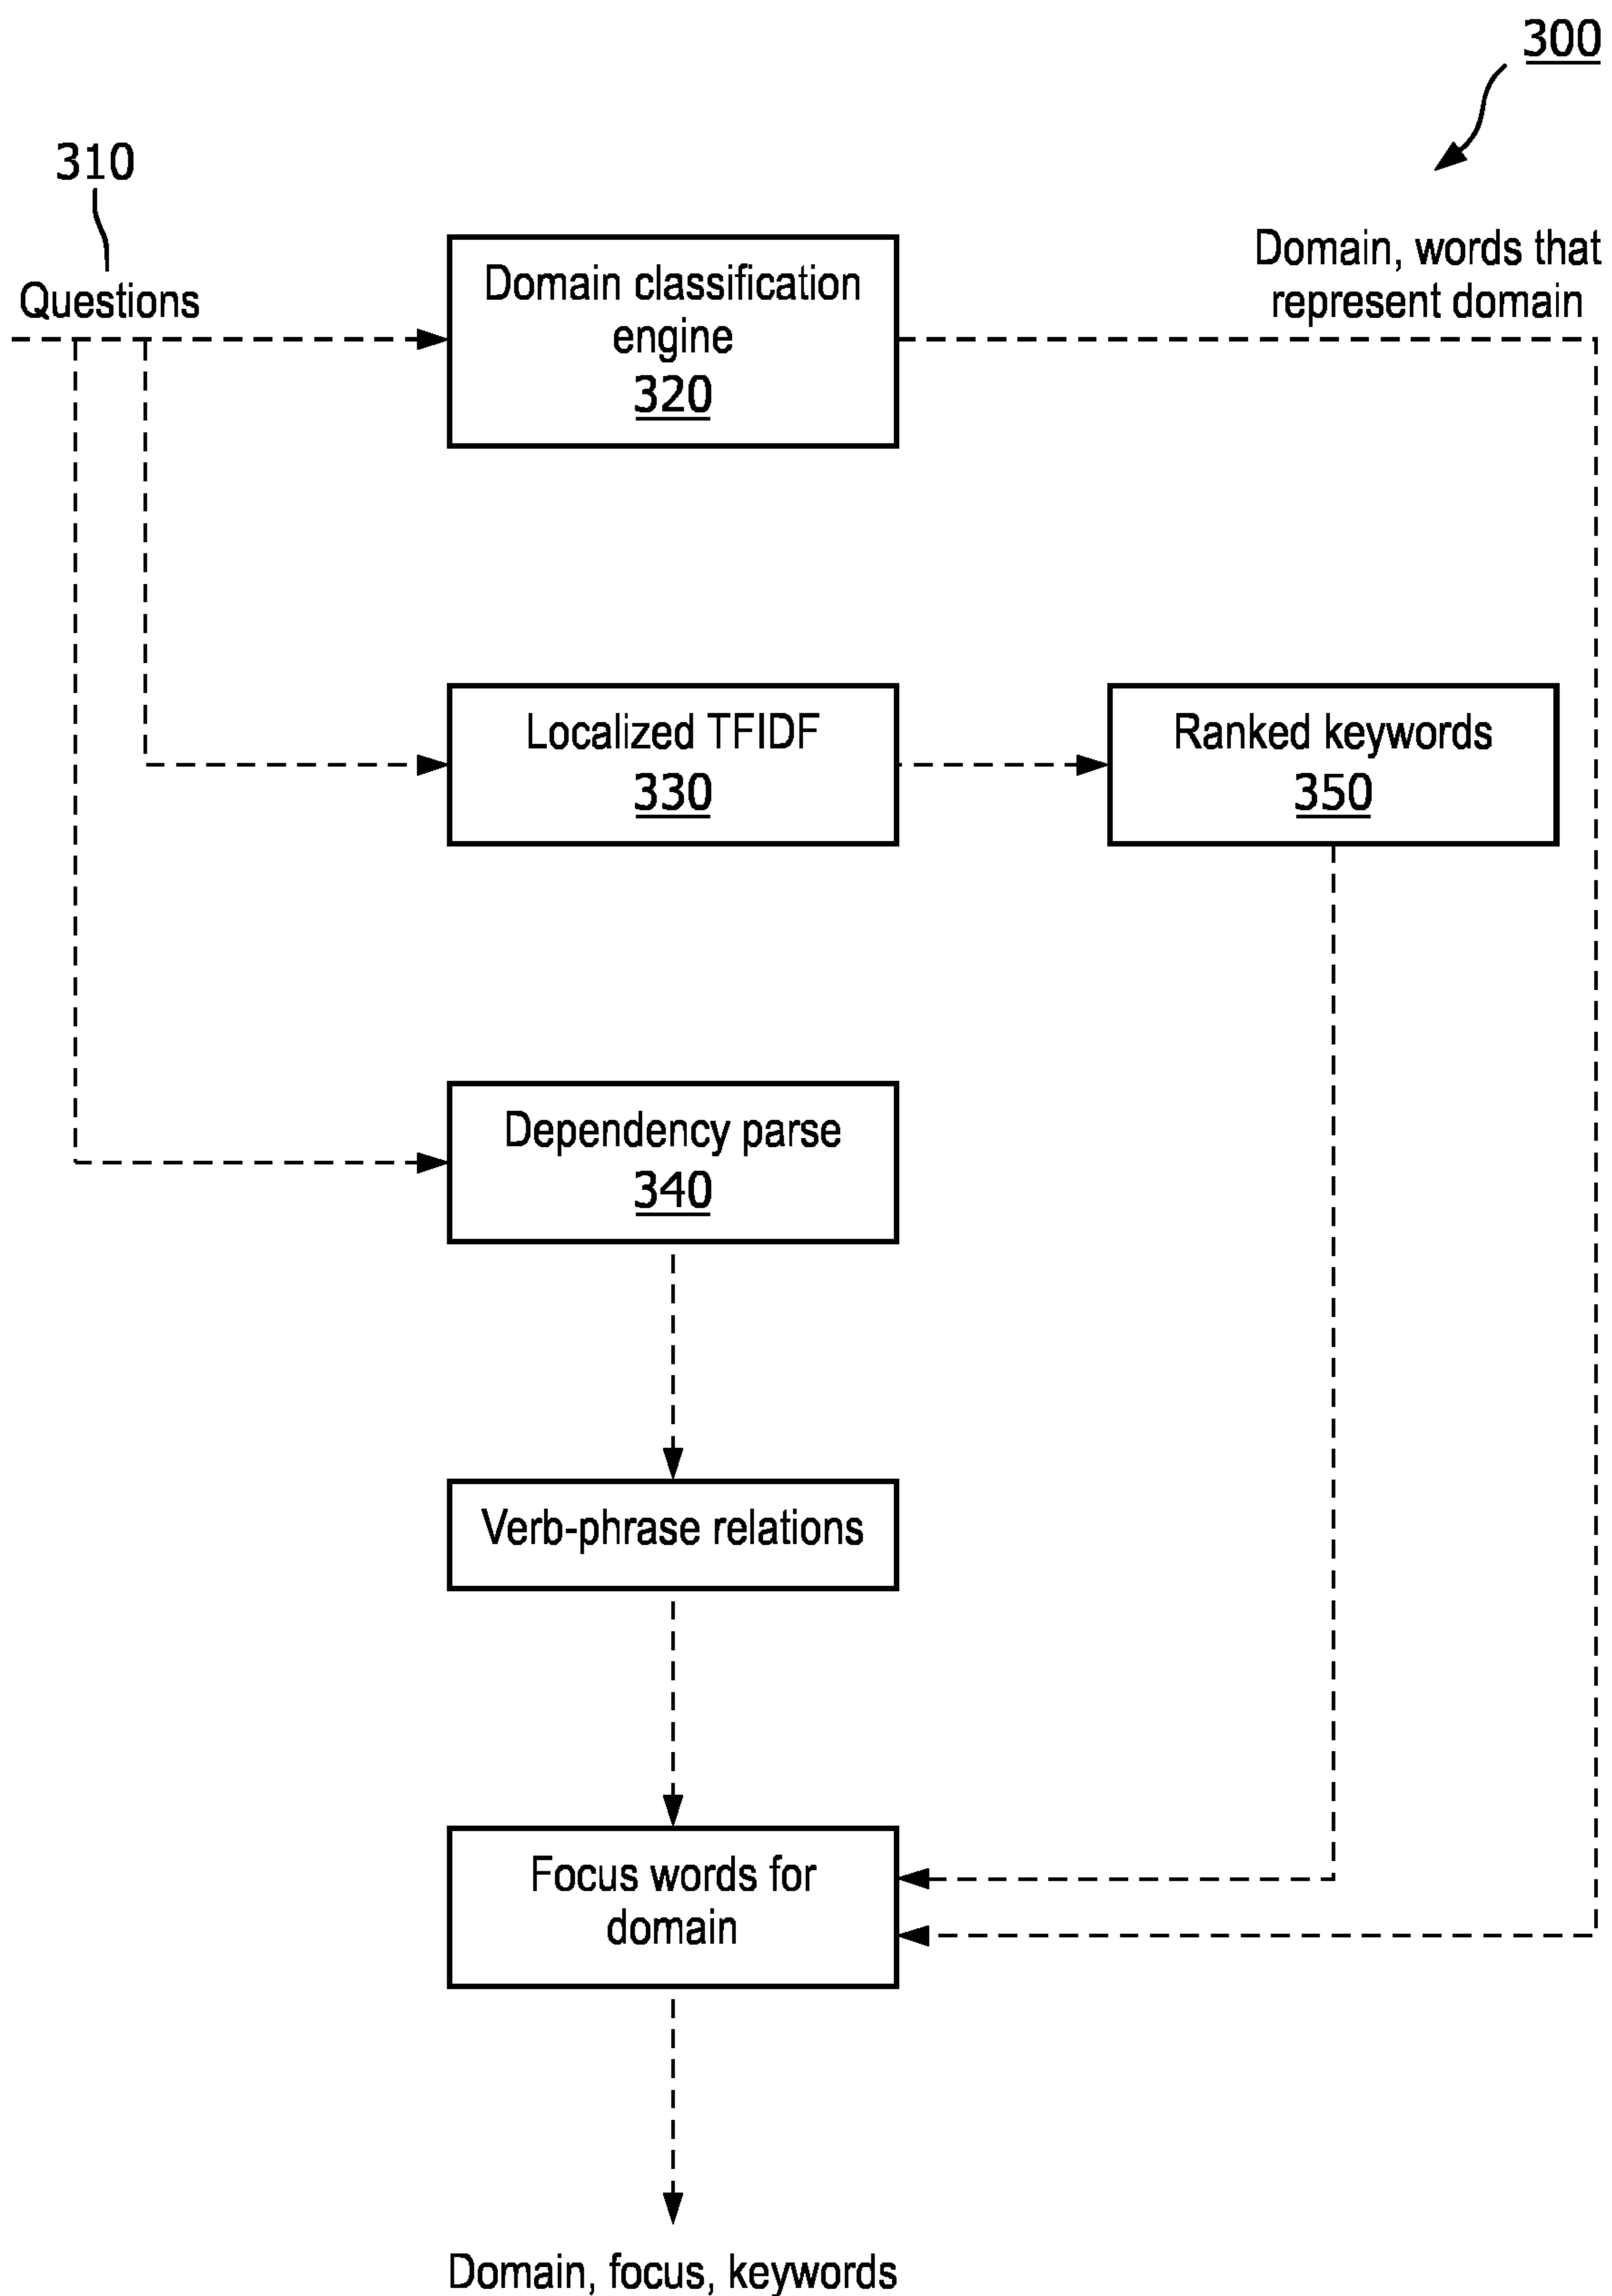 300
310
Questions
Domain classification
engine
320
Domain, words that
represent domain
Localized TFIDF
330
Ranked keywords
350
Dependency parse
340
Verb-phrase relations
Focus words for
domain
Domain, focus, keywords